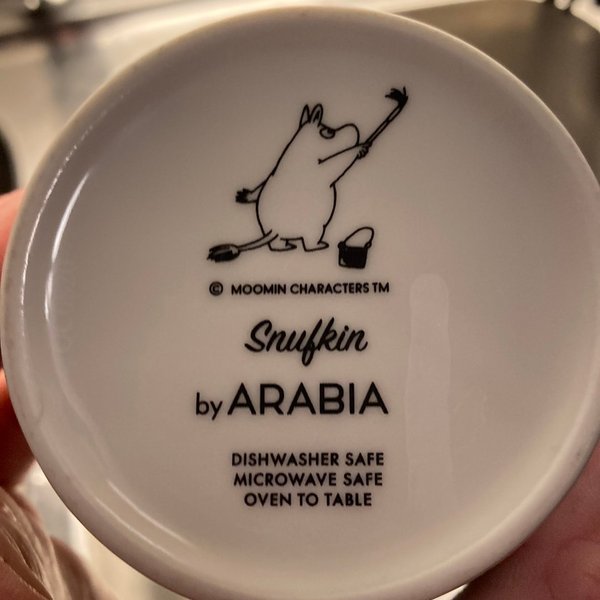 © MOOMIN CHARACTERS TM
Snufkin
by ARABIA
DISHWASHER SAFE
MICROWAVE SAFE
OVEN TO TABLE